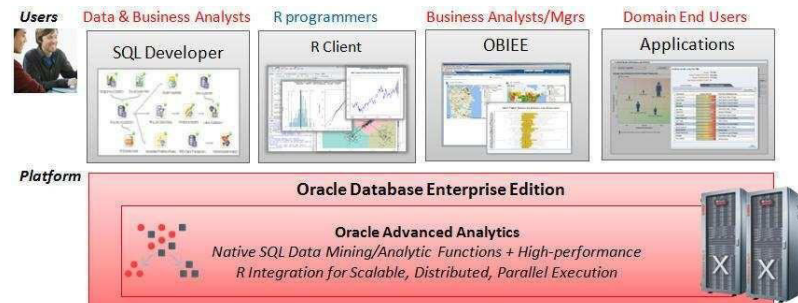 Users
Data & Business Analysts
R programmers
Business Analysts/Mgrs
Domain End Users
SQL Developer
R Client
OBIEE
Applications
Platform
Oracle Database Enterprise Edition
Oracle Advanced Analytics
Native SQL Data Mining/Analytic Functions + High-performance
R Integration for Scalable, Distributed, Parallel Execution
X
X